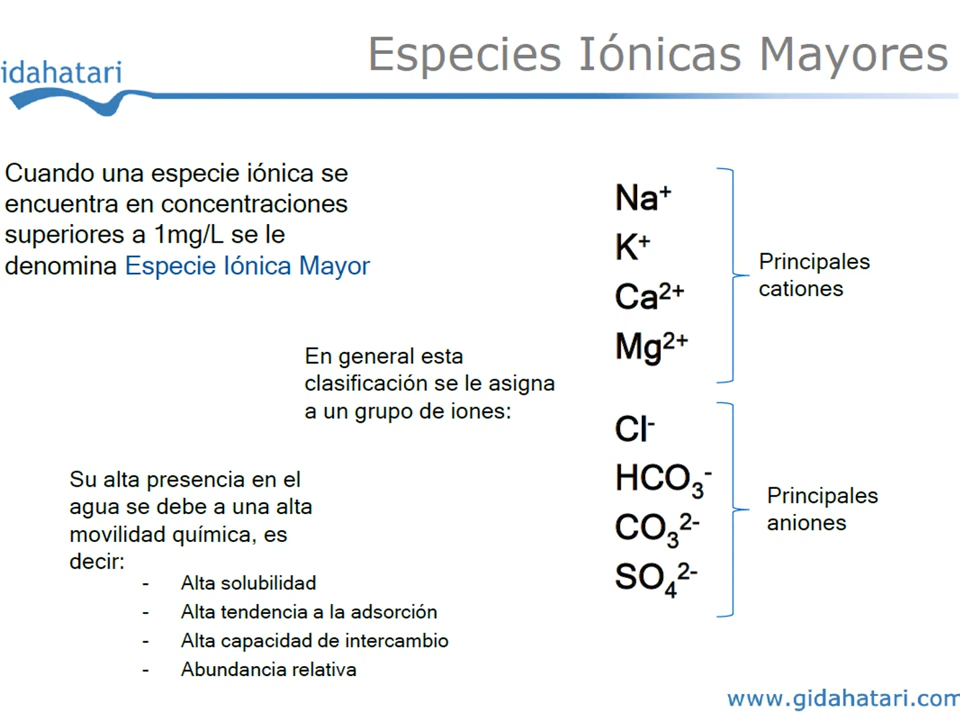 Especies Iónicas Mayores
idahatari
Cuando una especie iónica se
encuentra en concentraciones
superiores a 1mg/L se le
denomina Especie Iónica Mayor
En general esta
clasificación se le asigna
a un grupo de iones:
Su alta presencia en el
agua se debe a una alta
movilidad química, es
decir:
- Alta solubilidad
- Alta tendencia a la adsorción
- Alta capacidad de intercambio
- Abundancia relativa
Na⁺
K⁺
Ca²⁺
Mg²⁺
Principales
cationes
Cl⁻
HCO₃⁻
CO₃²⁻
SO₄²⁻
Principales
aniones
www.gidahatari.com